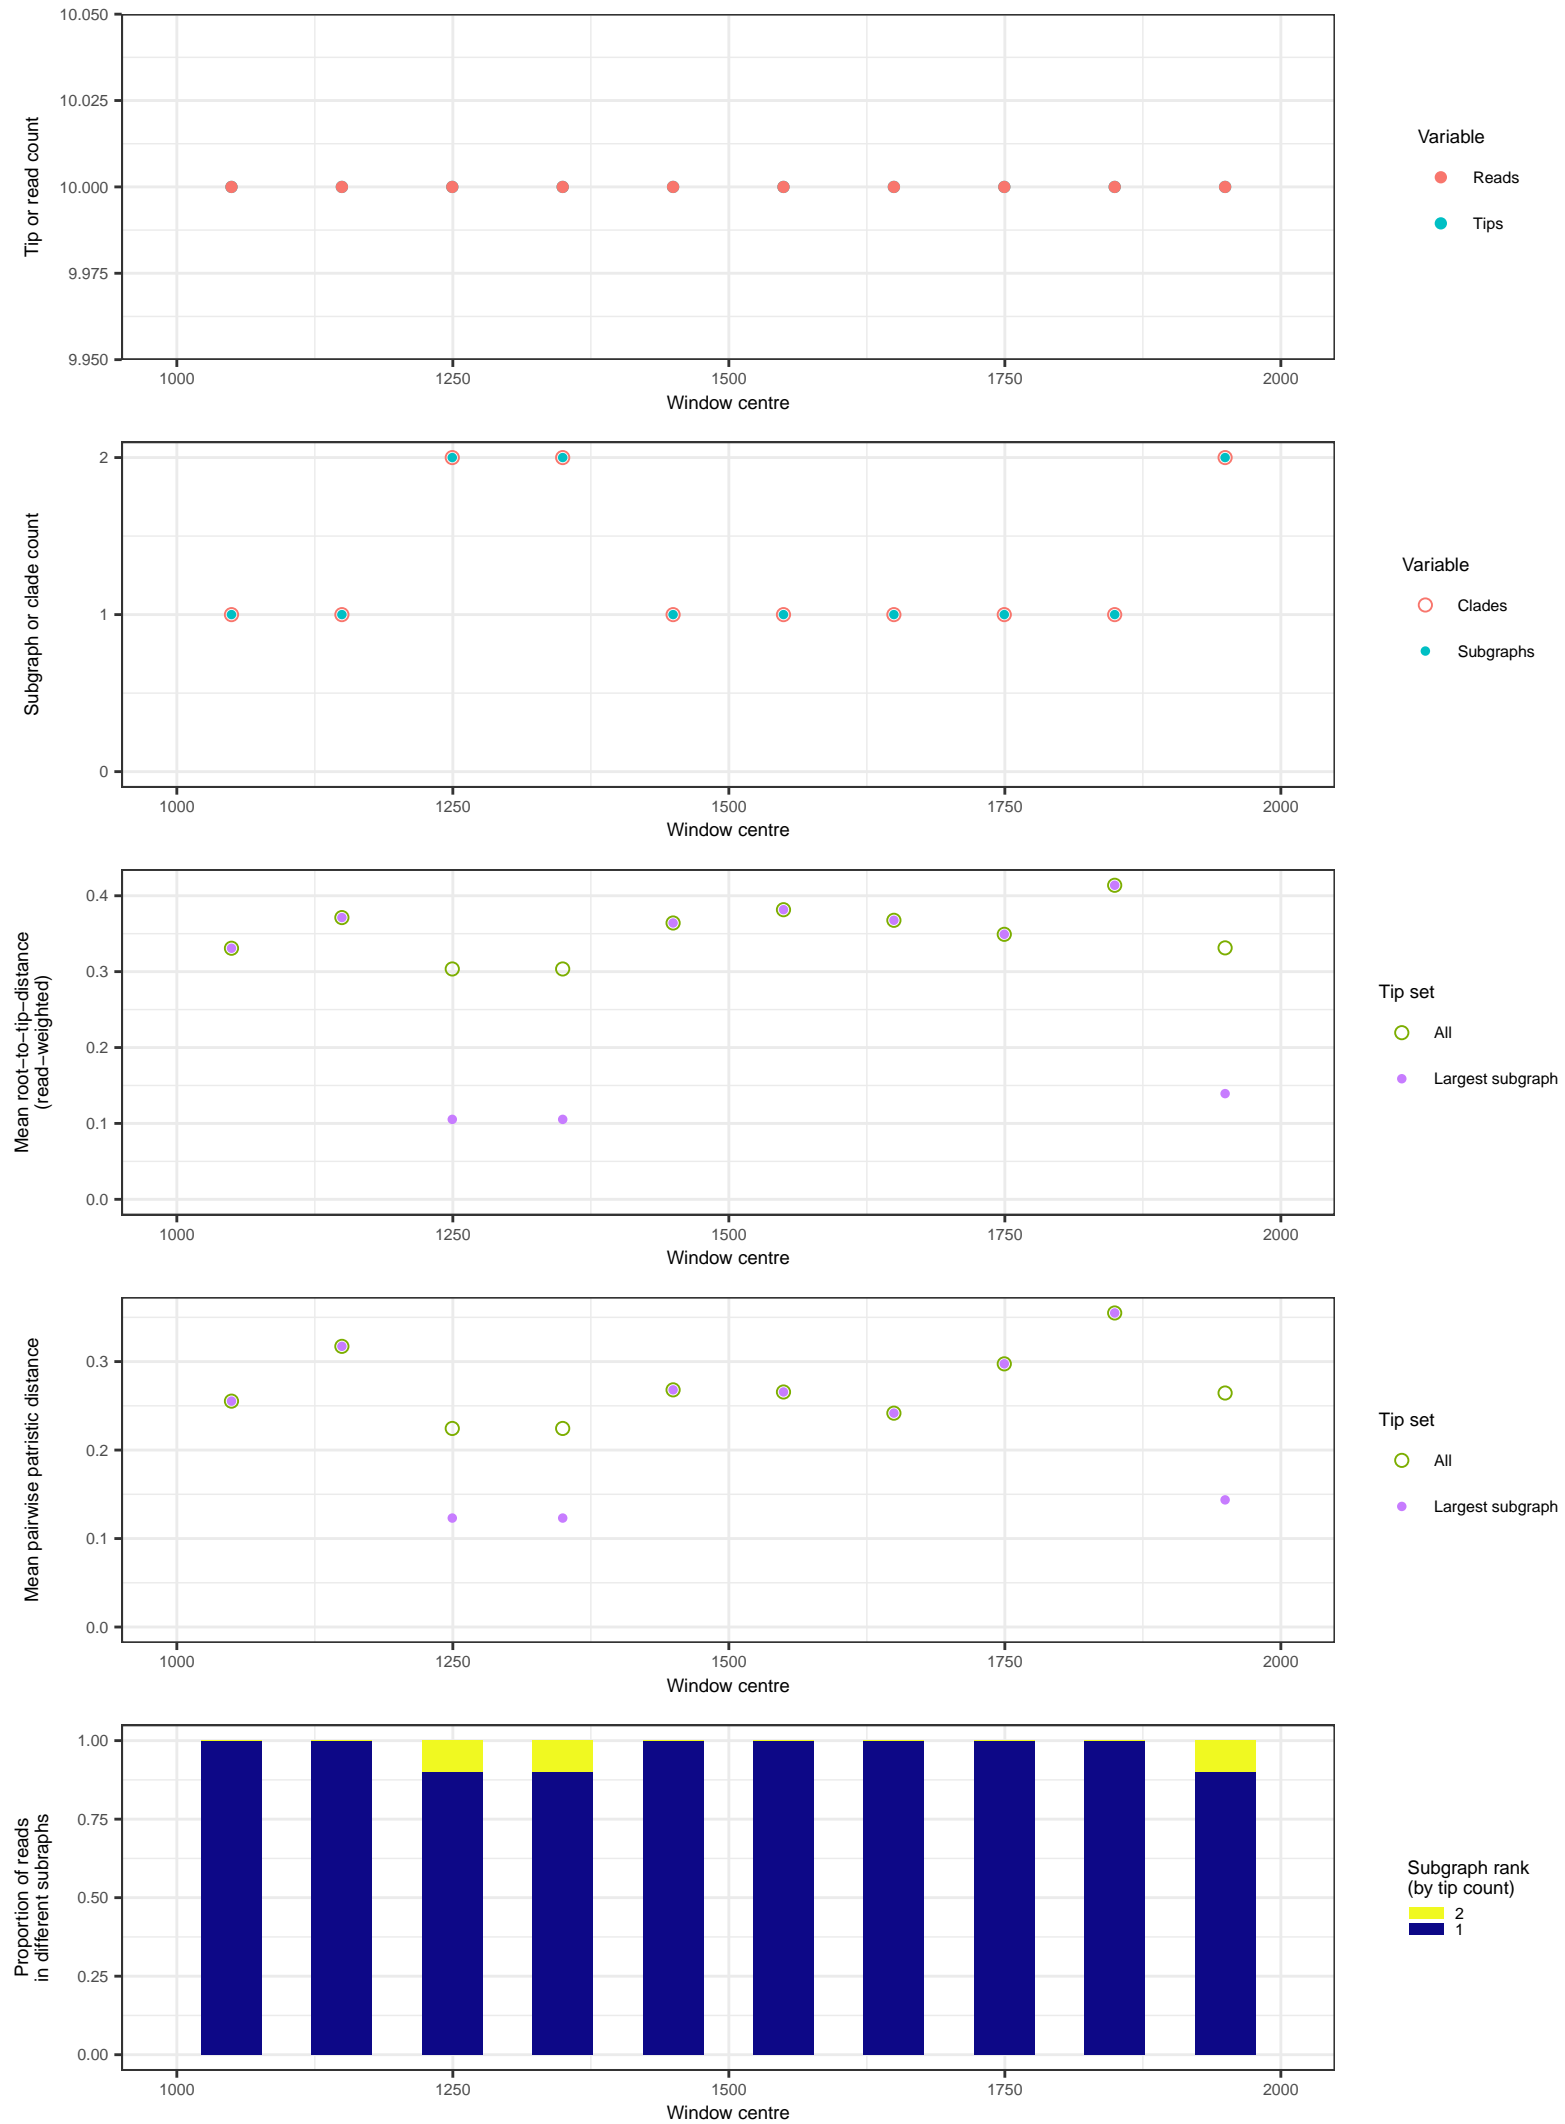 10.050
10.025
10.000
9.975
9.950
Tip or read count
1000 1250 1500 1750 2000
Window centre
Variable
Reads
Tips
2
1
0
Subgraph or clade count
1000 1250 1500 1750 2000
Window centre
Variable
Clades
Subgraphs
0.4
0.3
0.2
0.1
0.0
Mean root−to−tip−distance
(read−weighted)
1000 1250 1500 1750 2000
Window centre
Tip set
All
Largest subgraph
0.3
0.2
0.1
0.0
Mean pairwise patristic distance
1000 1250 1500 1750 2000
Window centre
Tip set
All
Largest subgraph
1.00
0.75
0.50
0.25
0.00
Proportion of reads
in different subraphs
1000 1250 1500 1750 2000
Window centre
Subgraph rank
(by tip count)
2
1